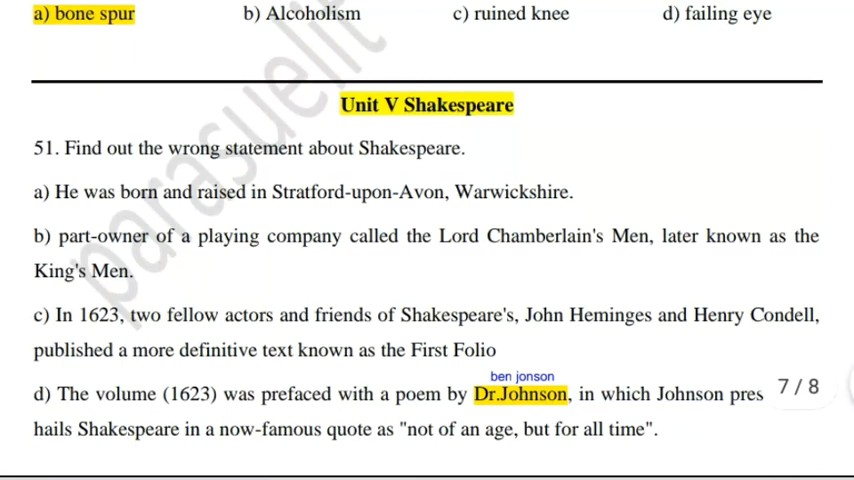 a) bone spur b) Alcoholism c) ruined knee d) failing eye
Unit V Shakespeare
51. Find out the wrong statement about Shakespeare.
a) He was born and raised in Stratford-upon-Avon, Warwickshire.
b) part-owner of a playing company called the Lord Chamberlain's Men, later known as the
King's Men.
c) In 1623, two fellow actors and friends of Shakespeare's, John Heminges and Henry Condell,
published a more definitive text known as the First Folio
ben jonson
d) The volume (1623) was prefaced with a poem by Dr.Johnson, in which Johnson pres
7 / 8
hails Shakespeare in a now-famous quote as "not of an age, but for all time".
parasuelit